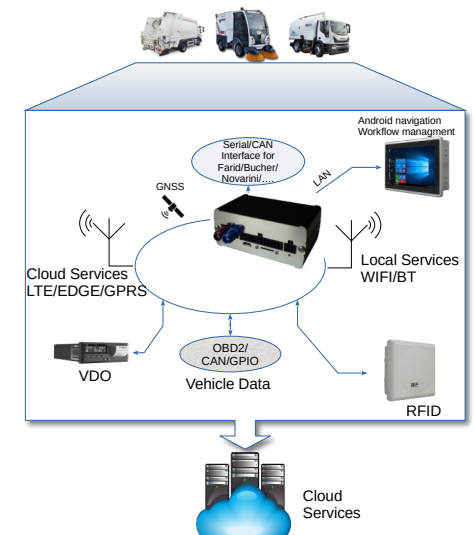 Android navigation
Workflow managment
Serial/CAN
Interface for
Farid/Bucher/
Novarini/....
LAN
GNSS
Cloud Services
LTE/EDGE/GPRS
Local Services
WIFI/BT
OBD2/
CAN/GPIO
VDO
Vehicle Data
RFID
Cloud
Services